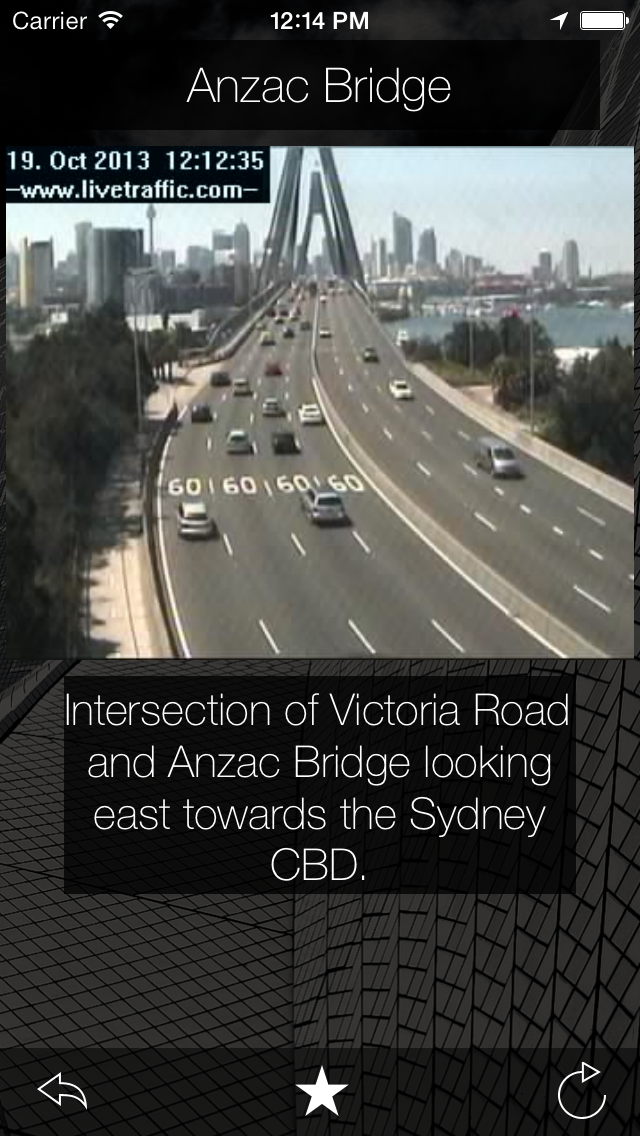 Carrier 12:14 PM
Anzac Bridge
19. Oct 2013 12:12:35
—www.livetraffic.com—
60 60 60 60
Intersection of Victoria Road
and Anzac Bridge looking
east towards the Sydney
CBD.